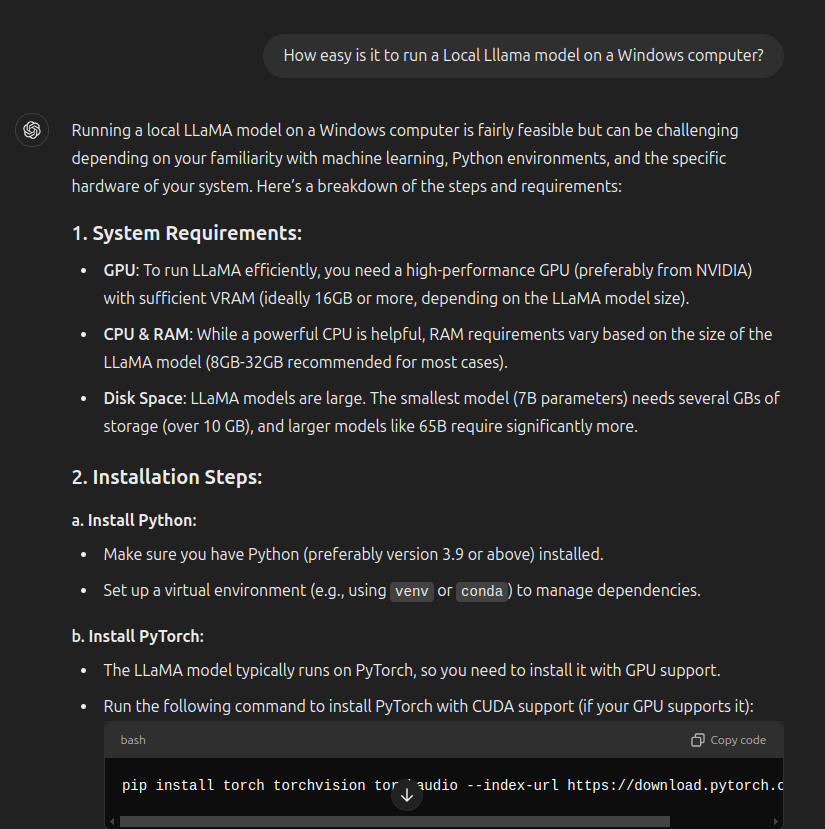 How easy is it to run a Local Lllama model on a Windows computer?
Running a local LLaMA model on a Windows computer is fairly feasible but can be challenging
depending on your familiarity with machine learning, Python environments, and the specific
hardware of your system. Here's a breakdown of the steps and requirements:
1. System Requirements:
• GPU: To run LLaMA efficiently, you need a high-performance GPU (preferably from NVIDIA)
with sufficient VRAM (ideally 16GB or more, depending on the LLaMA model size).
• CPU & RAM: While a powerful CPU is helpful, RAM requirements vary based on the size of the
LLaMA model (8GB-32GB recommended for most cases).
• Disk Space: LLaMA models are large. The smallest model (7B parameters) needs several GBs of
storage (over 10 GB), and larger models like 65B require significantly more.
2. Installation Steps:
a. Install Python:
• Make sure you have Python (preferably version 3.9 or above) installed.
• Set up a virtual environment (e.g., using venv or conda) to manage dependencies.
b. Install PyTorch:
• The LLaMA model typically runs on PyTorch, so you need to install it with GPU support.
• Run the following command to install PyTorch with CUDA support (if your GPU supports it):
bash Copy code
pip install torch torchvision --index-url https://download.pytorch.